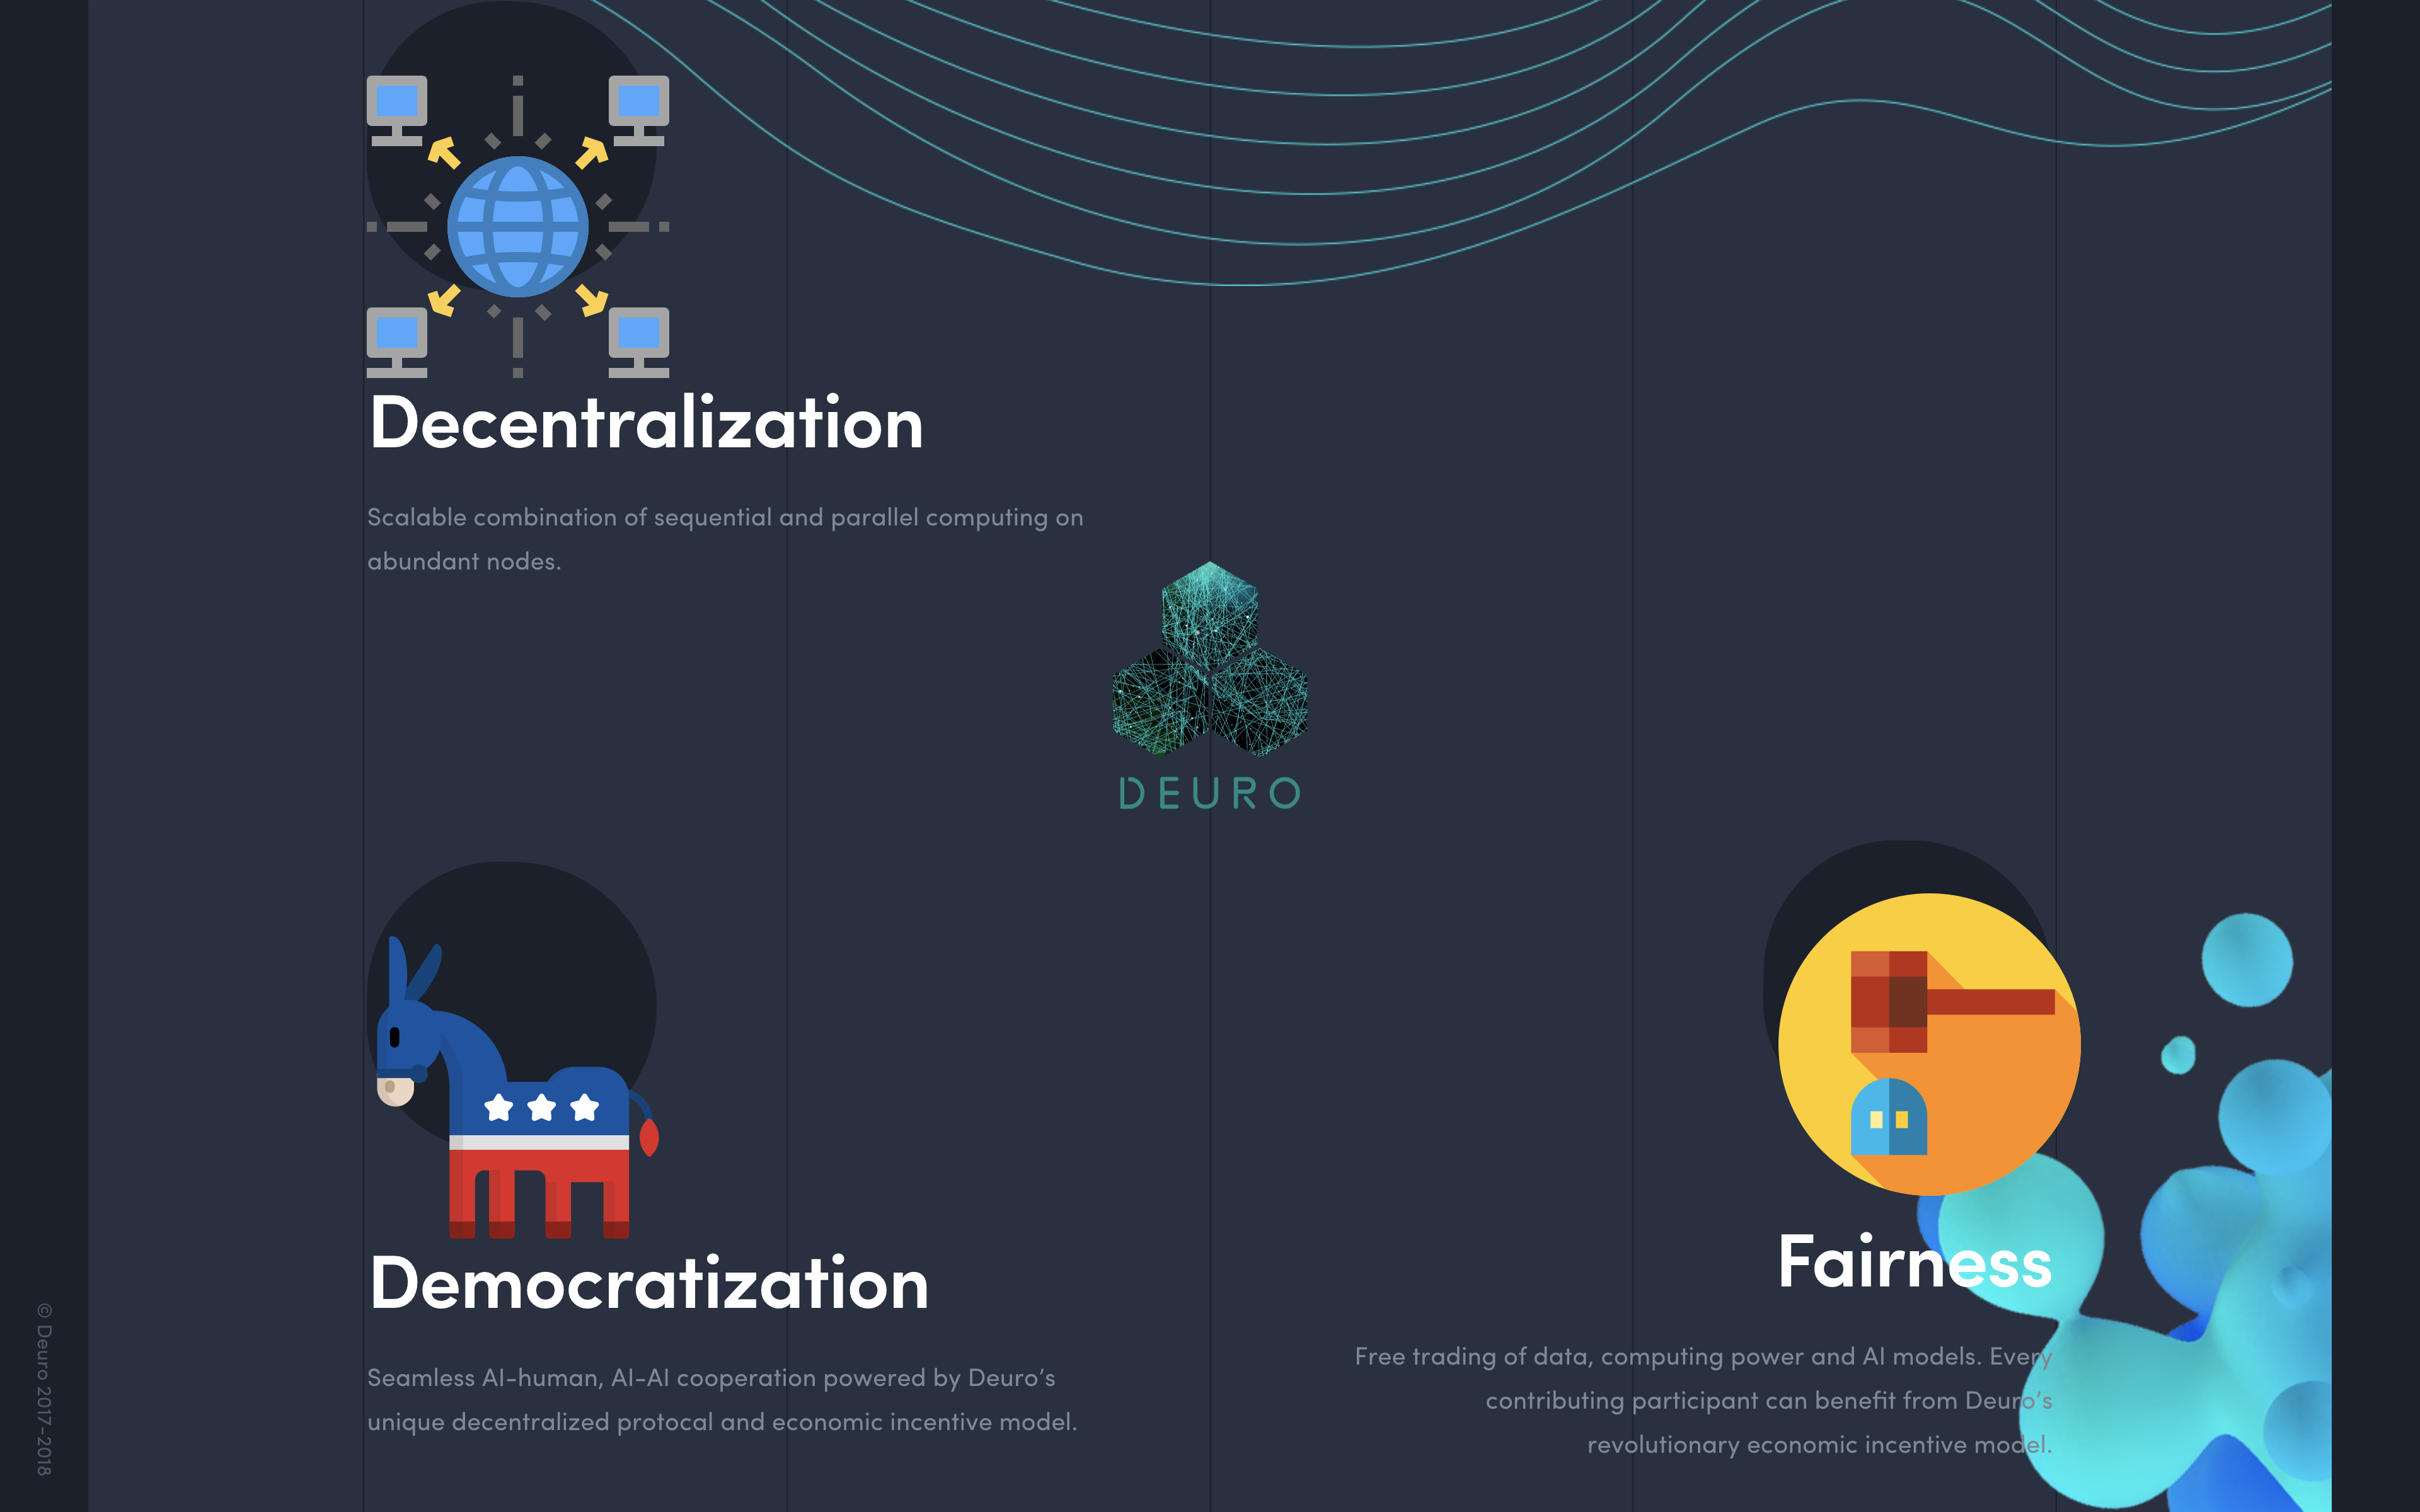 Decentralization
Scalable combination of sequential and parallel computing on
abundant nodes.
DEURO
Democratization
Seamless AI-human, AI-AI cooperation powered by Deuro’s
unique decentralized protocal and economic incentive model.
Fairness
Free trading of data, computing power and AI models. Every
contributing participant can benefit from Deuro’s
revolutionary economic incentive model.
© Deuro 2017-2018